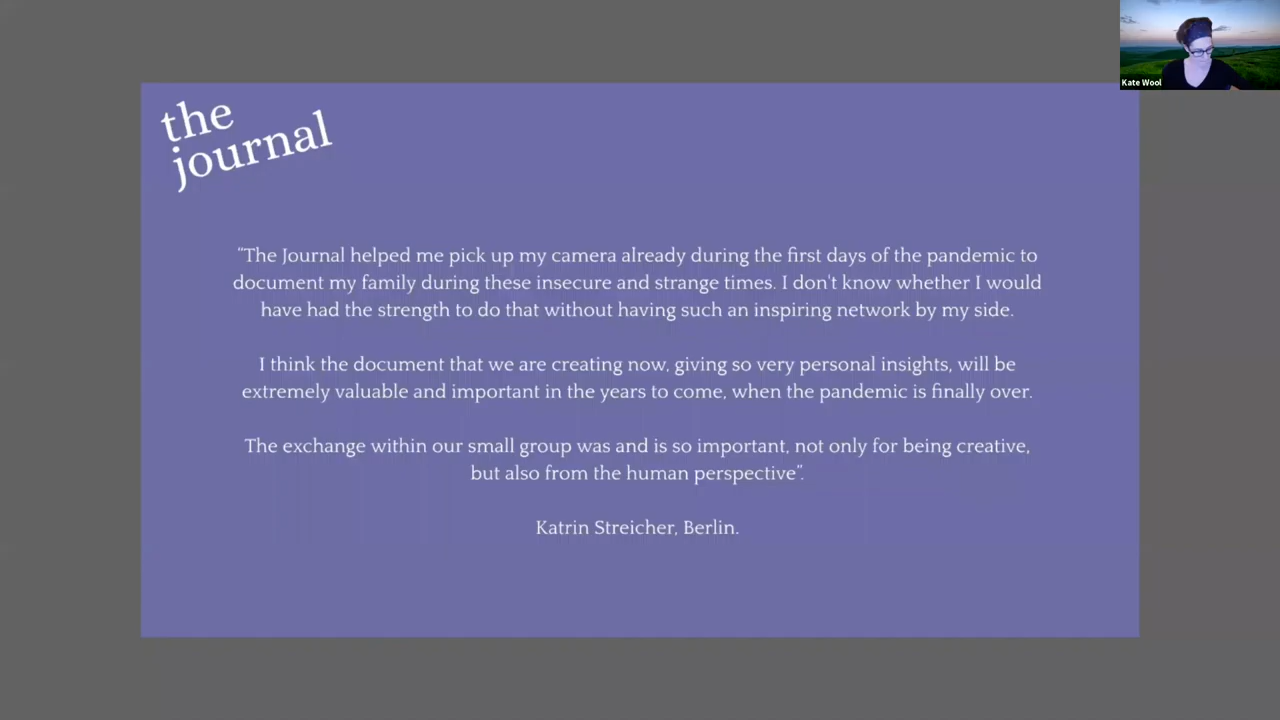 the
journal
Kate Wool
“The Journal helped me pick up my camera already during the first days of the pandemic to
document my family during these insecure and strange times. I don't know whether I would
have had the strength to do that without having such an inspiring network by my side.
I think the document that we are creating now, giving so very personal insights, will be
extremely valuable and important in the years to come, when the pandemic is finally over.
The exchange within our small group was and is so important, not only for being creative,
but also from the human perspective”.
Katrin Streicher, Berlin.